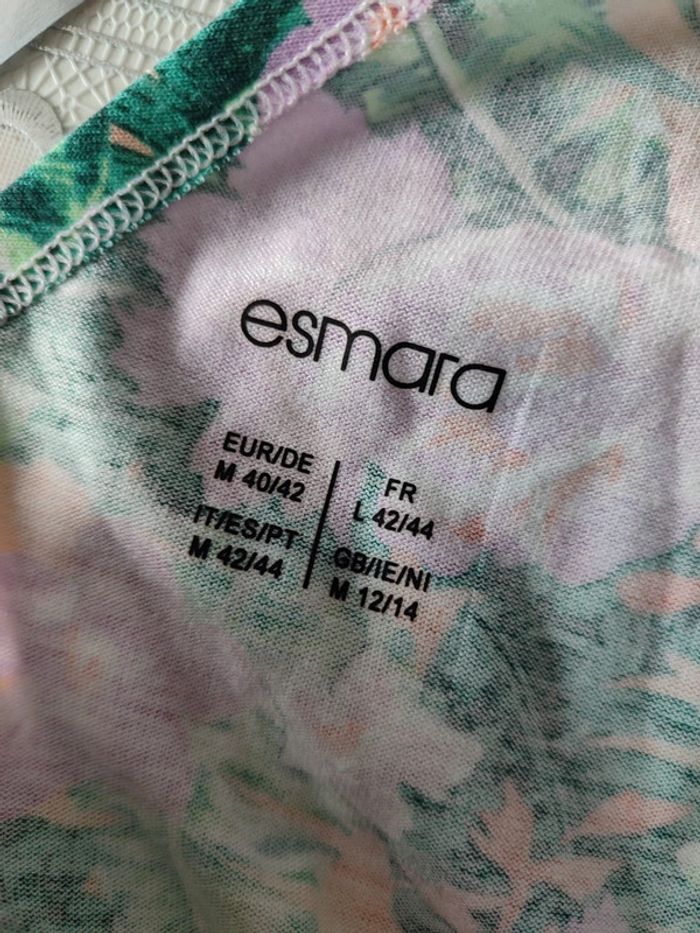 esmara
EUR/DE
M 40/42
FR
L 42/44
IT/ES/PT
M 42/44
GB/IE/NI
M 12/14